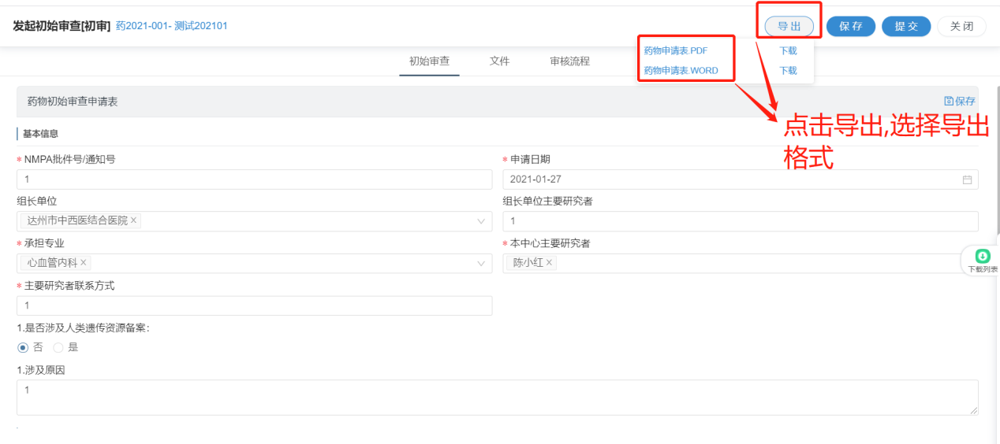 发起初始审查[初审] 药2021-001- 测试202101
导出 保存 提交 关闭
药物申请表.PDF 下载
药物申请表.WORD 下载
初始审查 文件 审核流程
药物初始审查申请表 保存
点击导出,选择导出
格式
基本信息
* NMPA批件号/通知号 * 申请日期
1 2021-01-27
组长单位 组长单位主要研究者
达州市中西医结合医院 × 1
* 承担专业 * 本中心主要研究者
心血管内科 × 陈小红 ×
下载列表
* 主要研究者联系方式
1
1.是否涉及人类遗传资源备案：
否 是
1.涉及原因
1